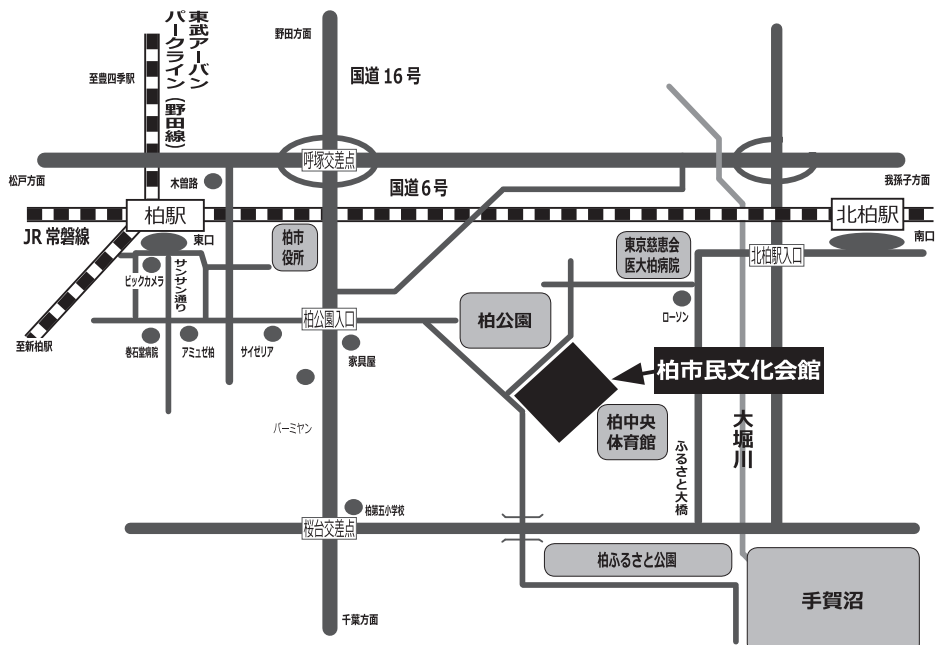 東武アーバン
パークライン（野田線）
至豊四季駅
野田方面
国道16号
呼塚交差点
松戸方面
木曽路
国道6号
我孫子方面
柏駅
北柏駅
JR常磐線
東口
南口
柏市
役所
東京慈恵会
医大柏病院
北柏駅入口
ビックカメラ
サンサン通り
柏公園
ローソン
柏公園入口
至新柏駅
巻石堂病院
アミュゼ柏
サイゼリア
家具屋
柏市民文化会館
バーミヤン
柏中央
体育館
ふるさと大橋
大堀川
柏第五小学校
桜台交差点
柏ふるさと公園
手賀沼
千葉方面